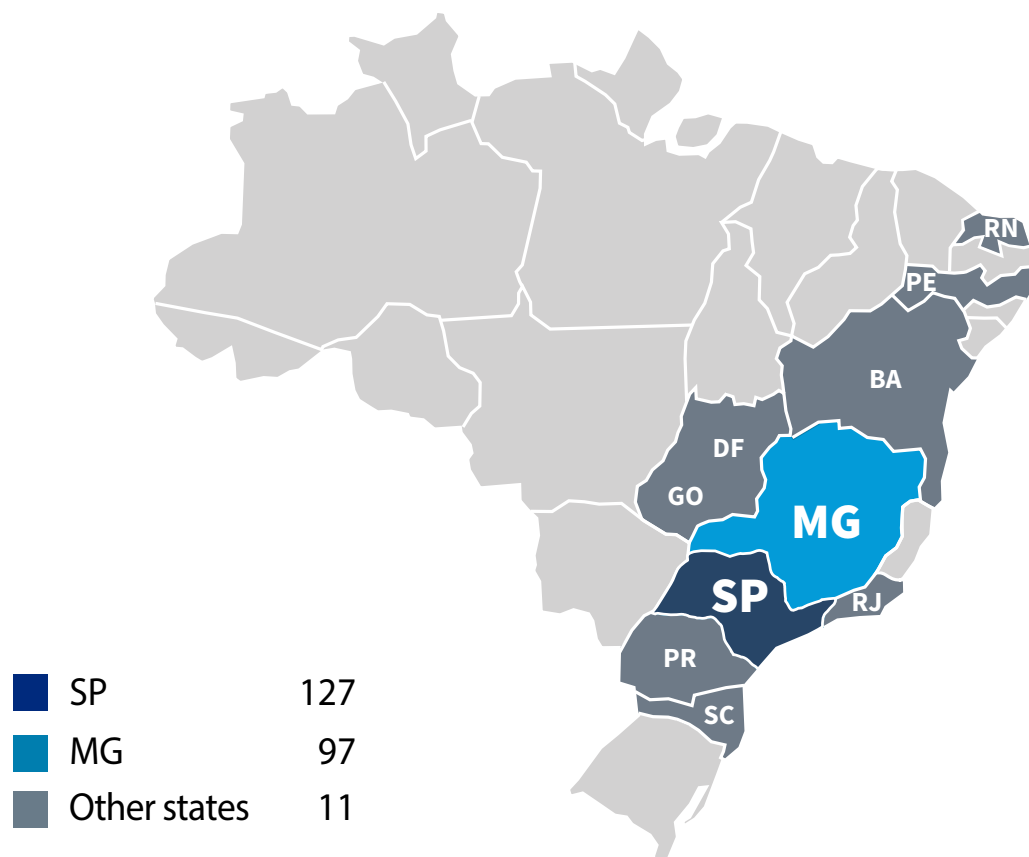 RN
PE
BA
DF
GO
MG
SP
RJ
PR
SC
SP 127
MG 97
Other states 11